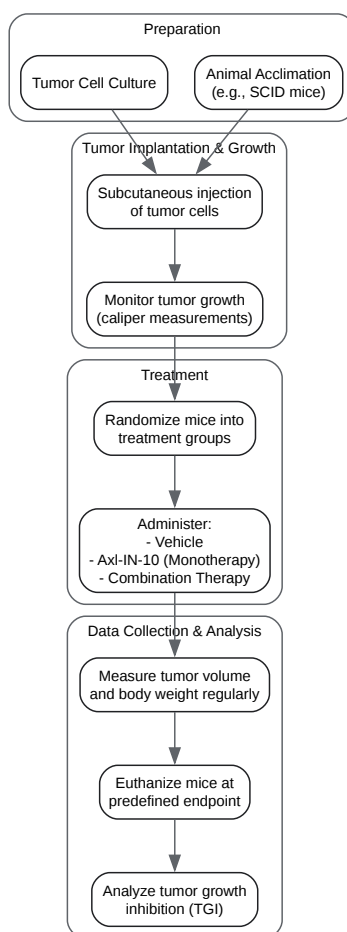 Preparation
Tumor Cell Culture
Animal Acclimation
(e.g., SCID mice)
Tumor Implantation & Growth
Subcutaneous injection
of tumor cells
Monitor tumor growth
(caliper measurements)
Treatment
Randomize mice into
treatment groups
Administer:
- Vehicle
- Axl-IN-10 (Monotherapy)
- Combination Therapy
Data Collection & Analysis
Measure tumor volume
and body weight regularly
Euthanize mice at
predefined endpoint
Analyze tumor growth
inhibition (TGI)